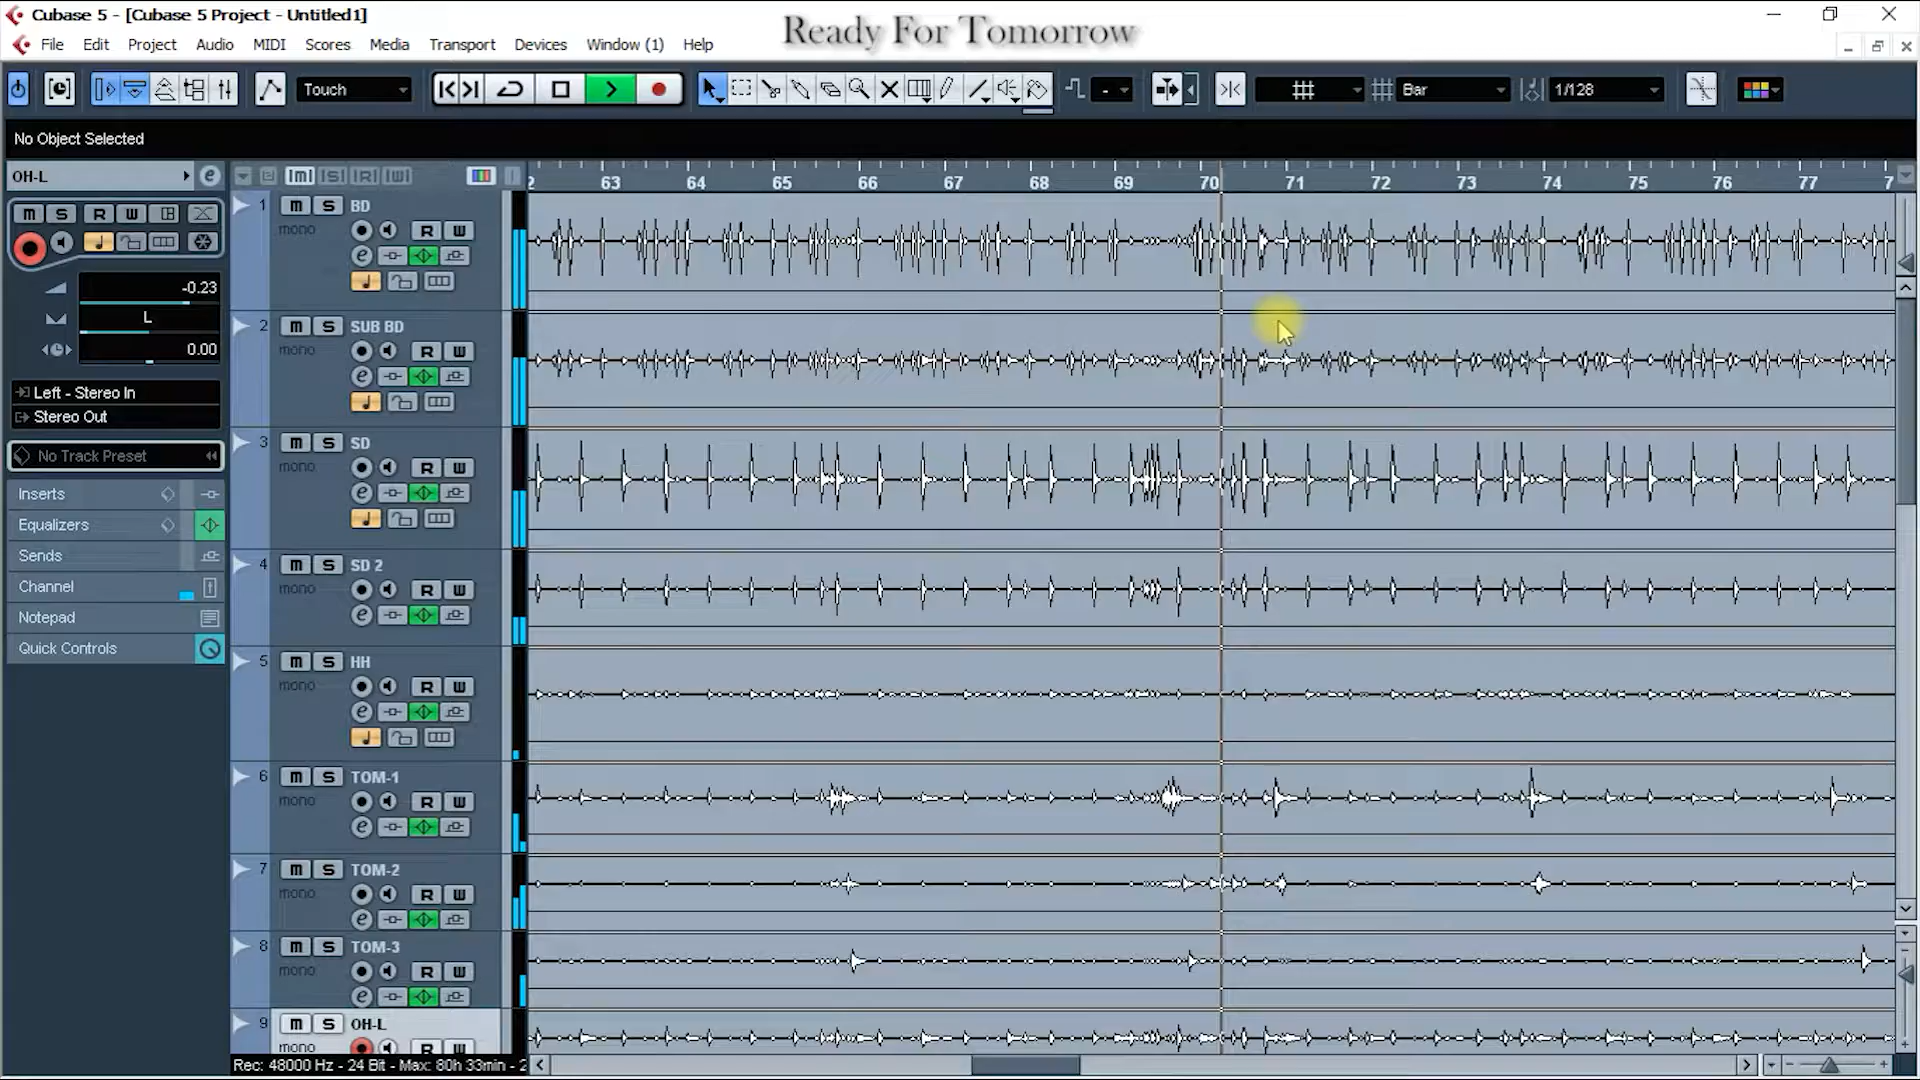 Cubase 5 - [Cubase 5 Project - Untitled1]
Ready For Tomorrow
File Edit Project Audio MIDI Scores Media Transport Devices Window (1) Help
Touch - Bar 1/128
No Object Selected
OH-L
63 64 65 66 67 68 69 70 71 72 73 74 75 76 77 7
m S R W
-0.23
L
0.00
Left - Stereo In
Stereo Out
No Track Preset
Inserts
Equalizers
Sends
Channel
Notepad
Quick Controls
1 m S BD
mono R W
2 m S SUB BD
mono R W
3 m S SD
mono R W
4 m S SD 2
mono R W
5 m S HH
mono R W
6 m S TOM-1
mono R W
7 m S TOM-2
mono R W
8 m S TOM-3
mono R W
9 m S OH-L
mono R W
Rec: 48000 Hz - 24 Bit - Max: 80h 33min - 2